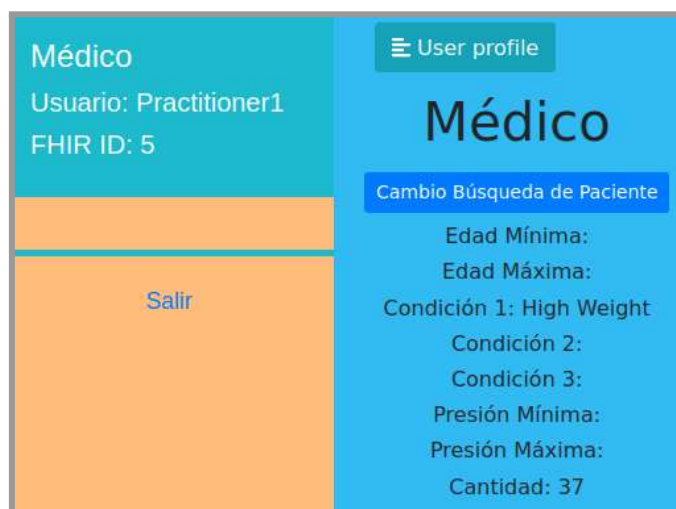 Médico
Usuario: Practitioner1
FHIR ID: 5
Salir
User profile
Médico
Cambio Búsqueda de Paciente
Edad Mínima:
Edad Máxima:
Condición 1: High Weight
Condición 2:
Condición 3:
Presión Mínima:
Presión Máxima:
Cantidad: 37